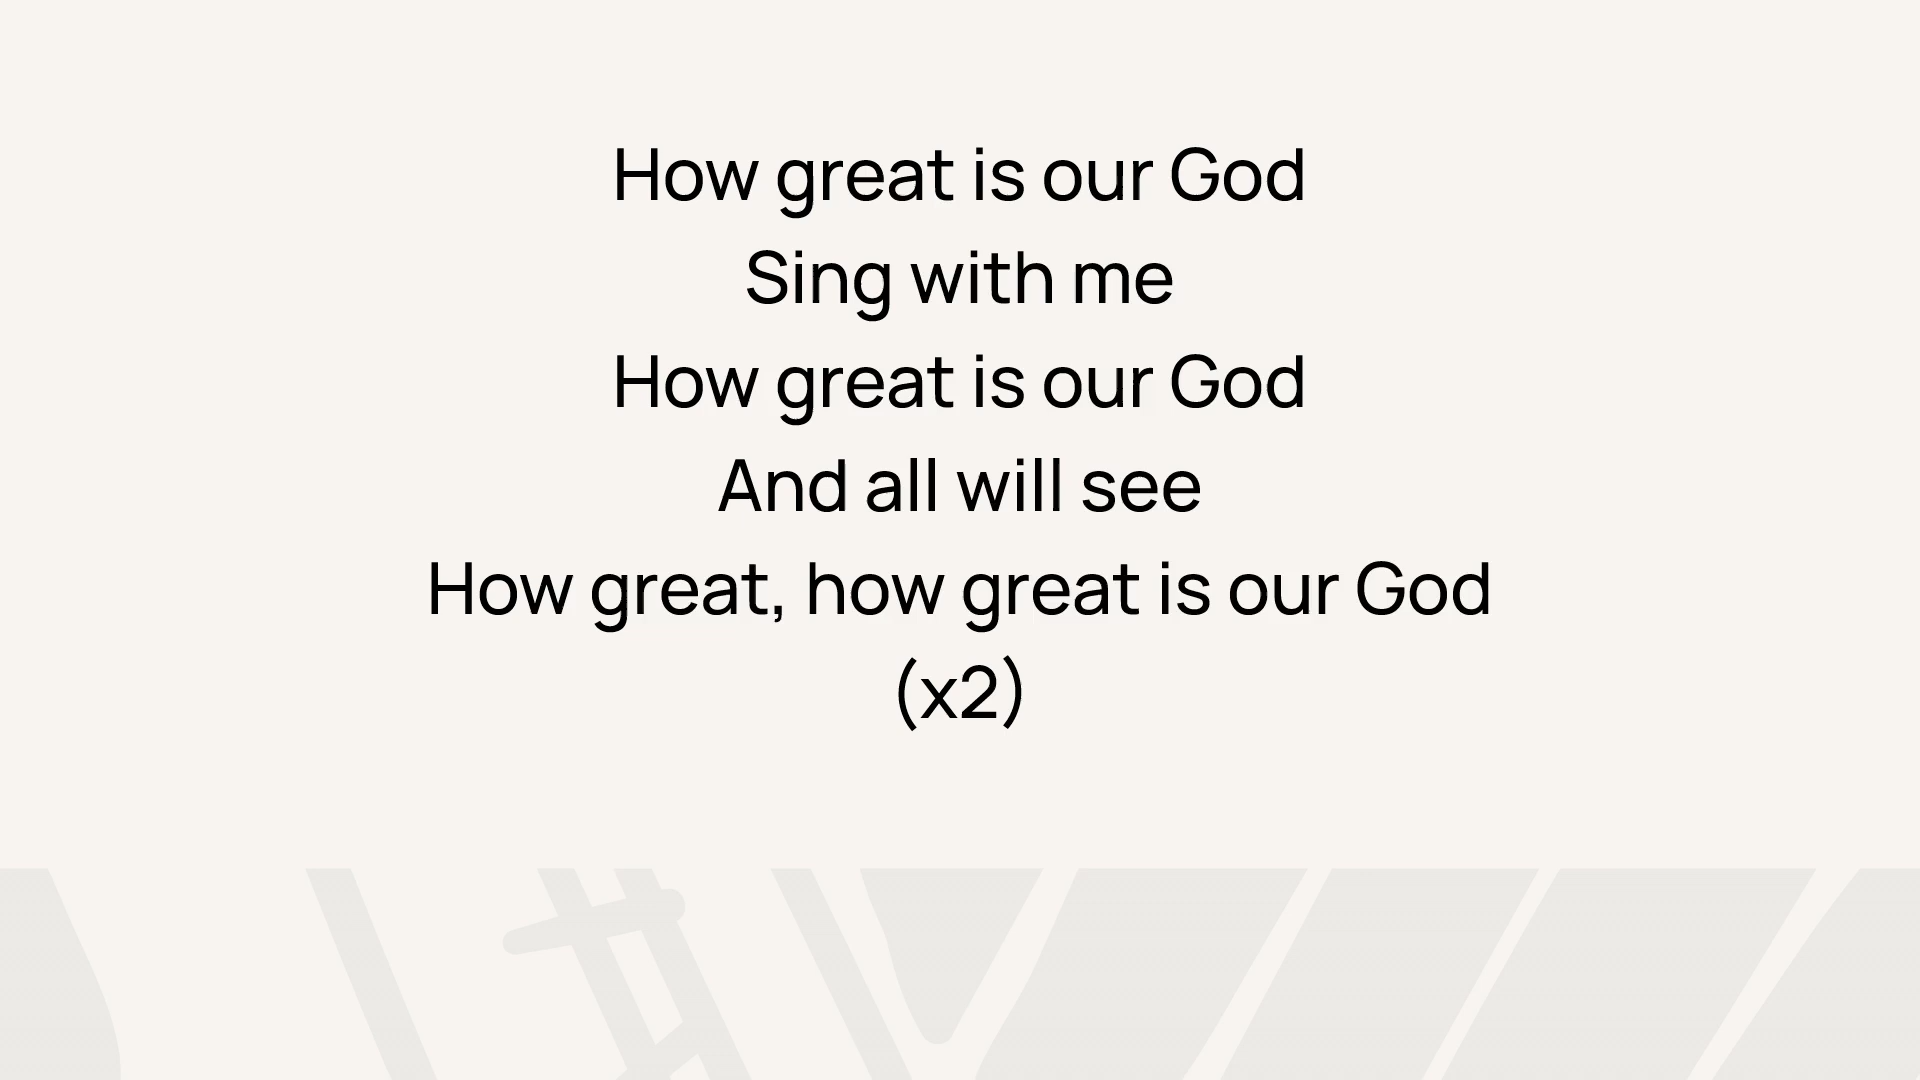 How great is our God
Sing with me
How great is our God
And all will see
How great, how great is our God
(x2)